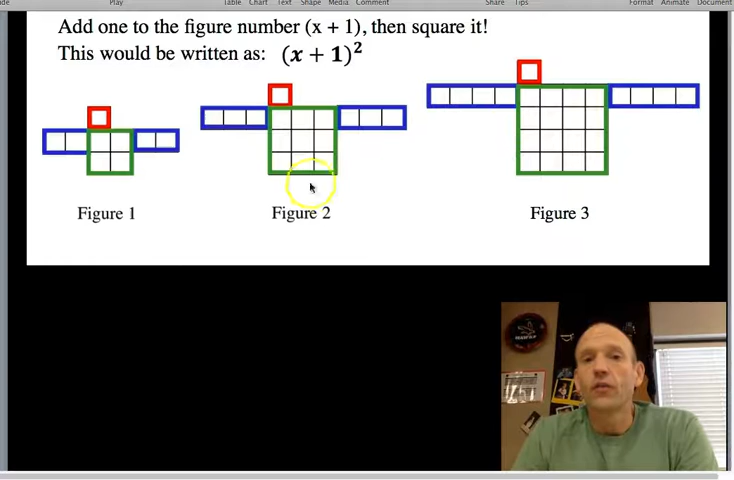 Play Table Chart Text Shape Media Comment Share Tips Format Animate Document
Add one to the figure number (x + 1), then square it!
This would be written as: (x + 1)²
Figure 1 Figure 2 Figure 3